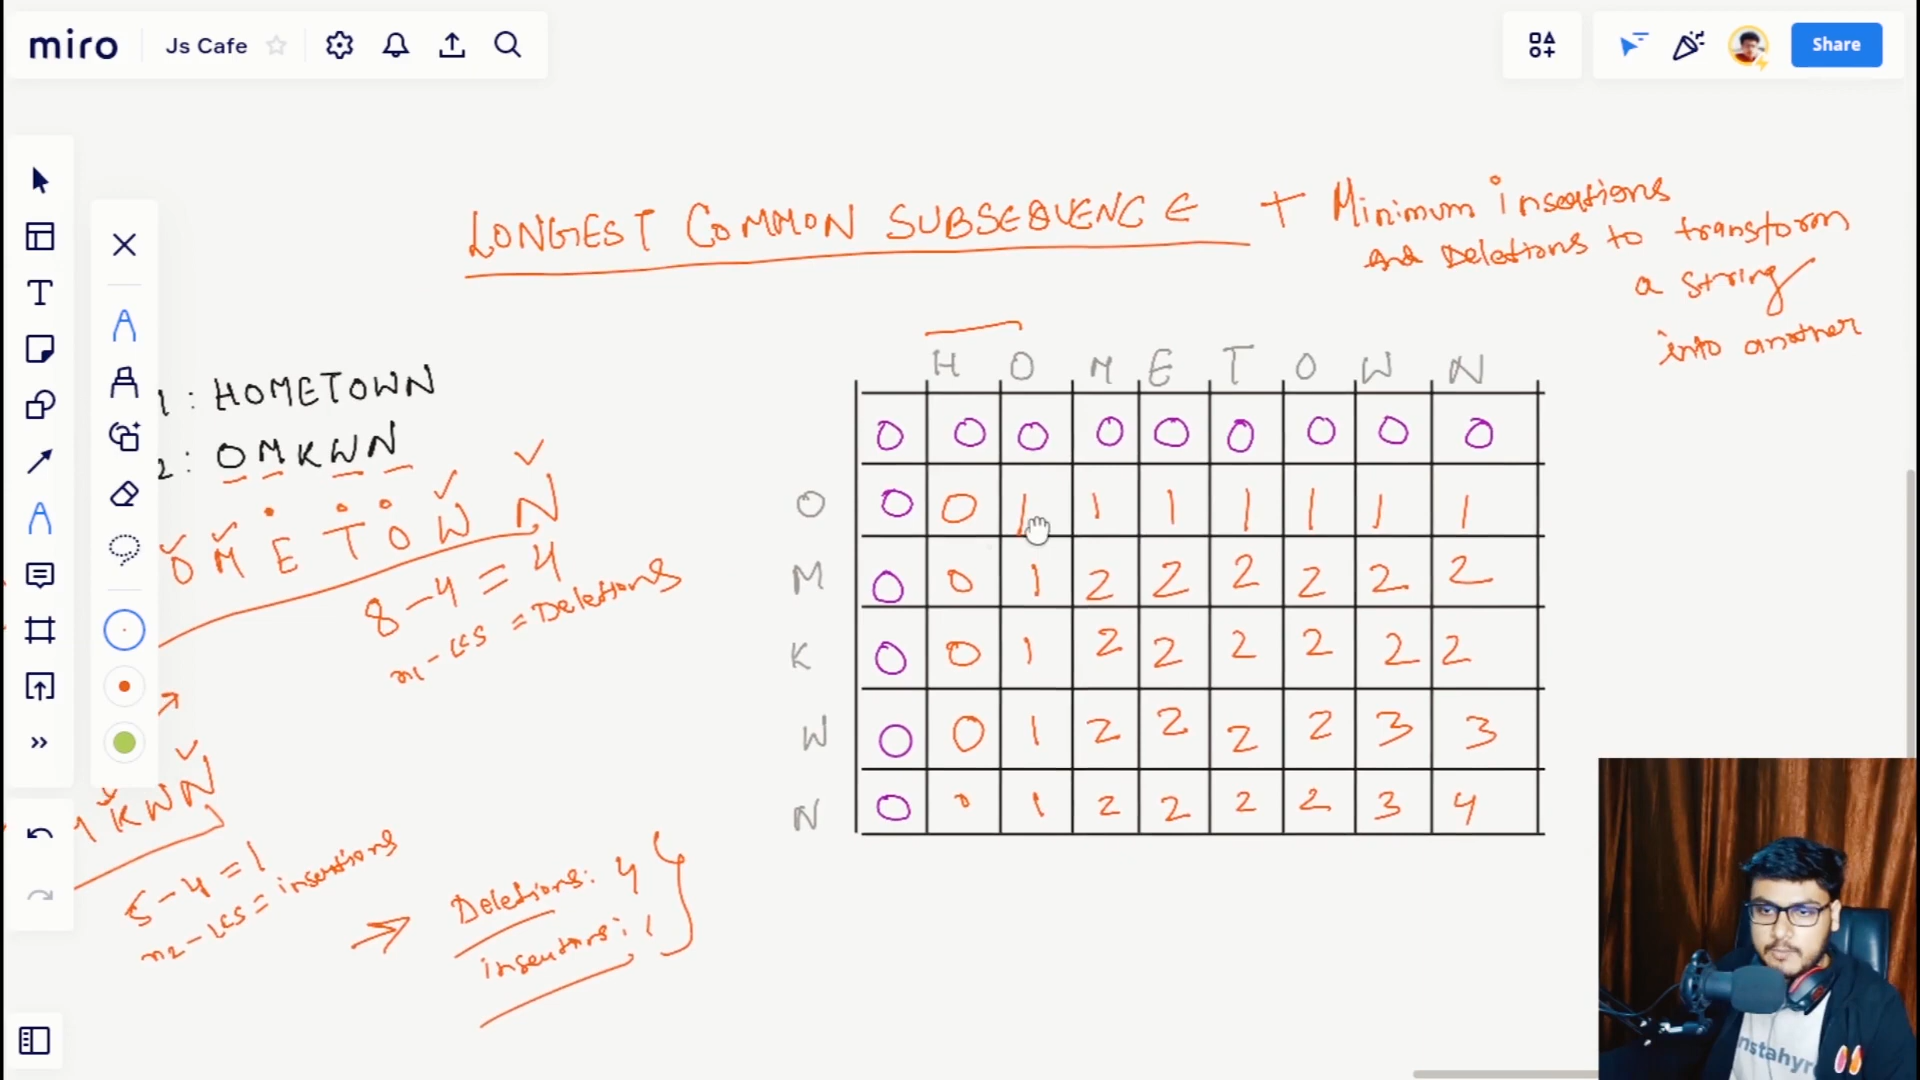 miro
Js Cafe
Share
LONGEST COMMON SUBSEQUENCE + Minimum insertions
and Deletions to transform
a string
into another
1 : HOMETOWN
2 : OMKWN
O M E T O W N
8 - 4 = 4
n1 - LCS = Deletions
M K W N
5 - 4 = 1
n2 - LCS = insertions
Deletions: 4
insertions: 1
H O M E T O W N
0 0 0 0 0 0 0 0 0
O 0 0 1 1 1 1 1 1 1
M 0 0 1 2 2 2 2 2 2
K 0 0 1 2 2 2 2 2 2
W 0 0 1 2 2 2 2 3 3
N 0 0 1 2 2 2 2 3 4
nstahyr